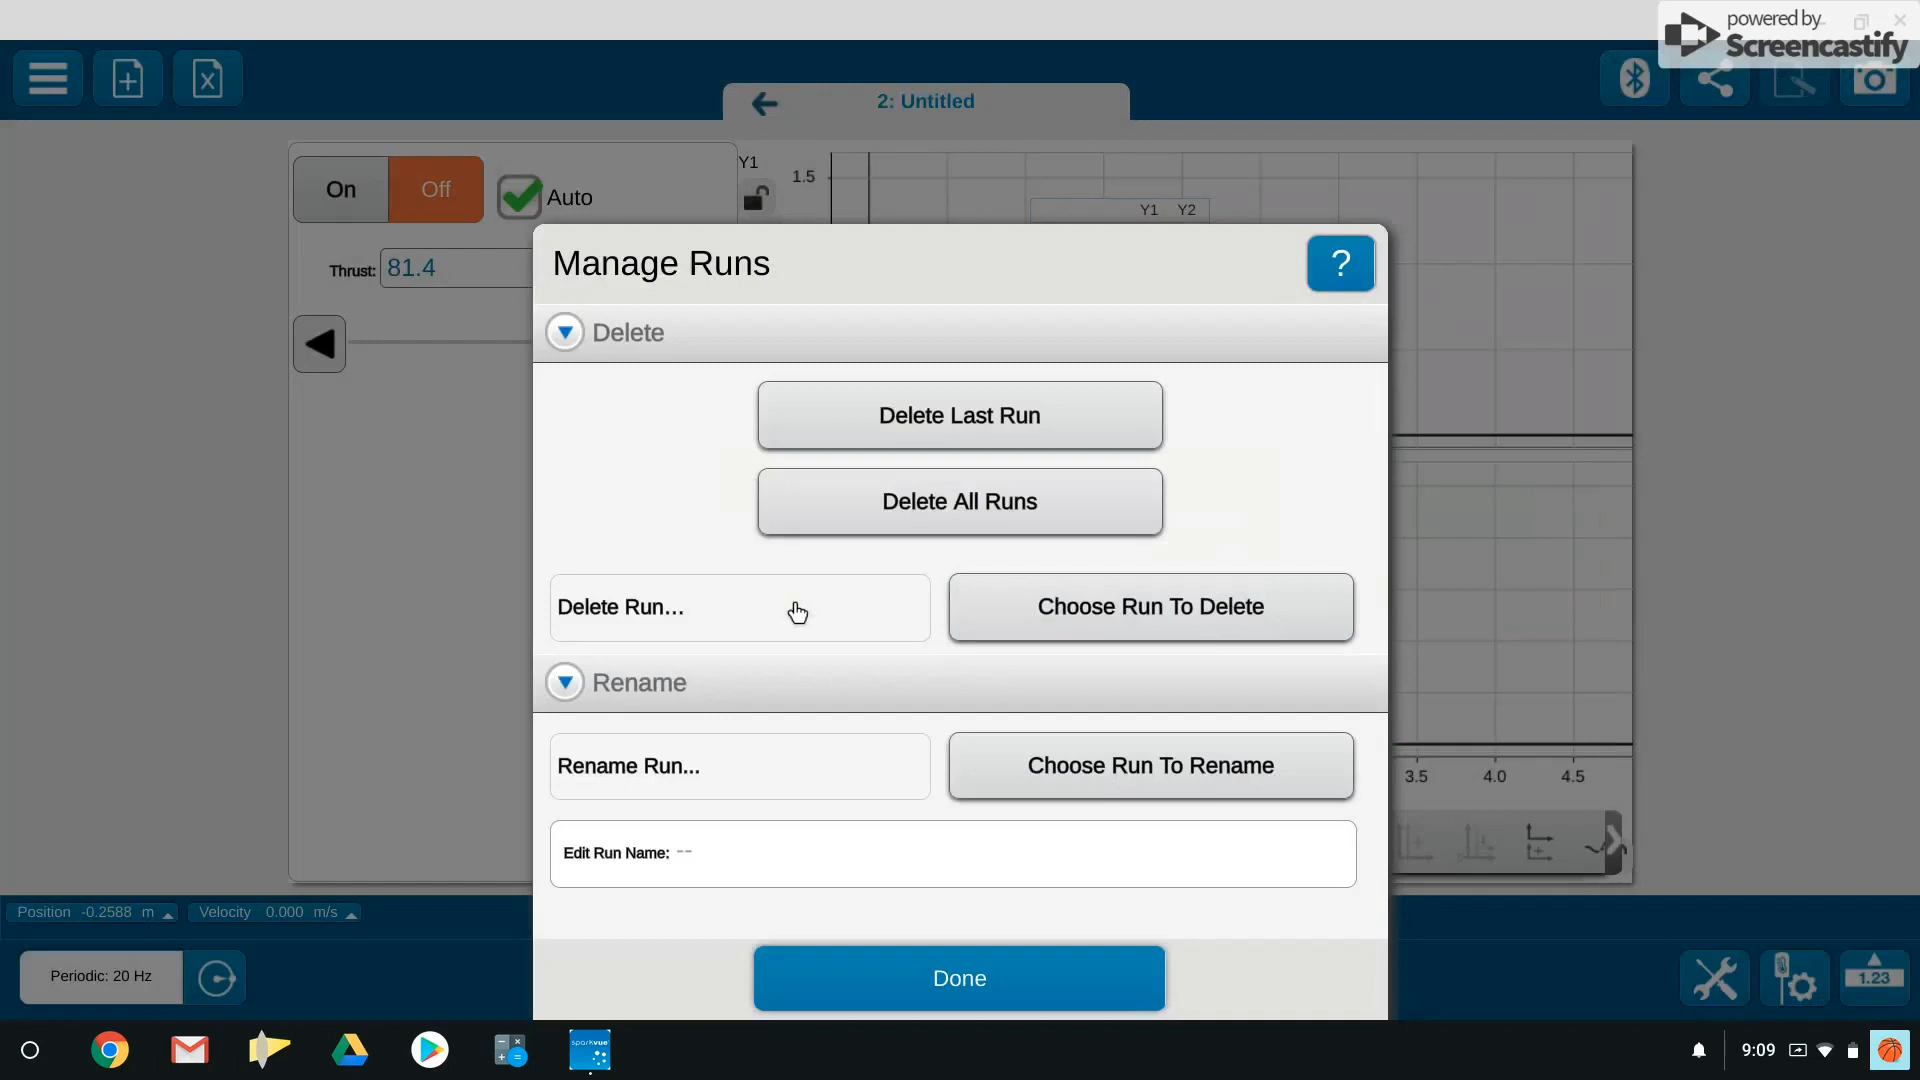 powered by
Screencastify
2: Untitled
On
Off
Auto
Thrust:
81.4
Y1
1.5
Y1 Y2
Manage Runs
?
Delete
Delete Last Run
Delete All Runs
Delete Run...
Choose Run To Delete
Rename
Rename Run...
Choose Run To Rename
Edit Run Name: --
Done
3.5 4.0 4.5
Position -0.2588 m
Velocity 0.000 m/s
Periodic: 20 Hz
1.23
sparkvue
9:09